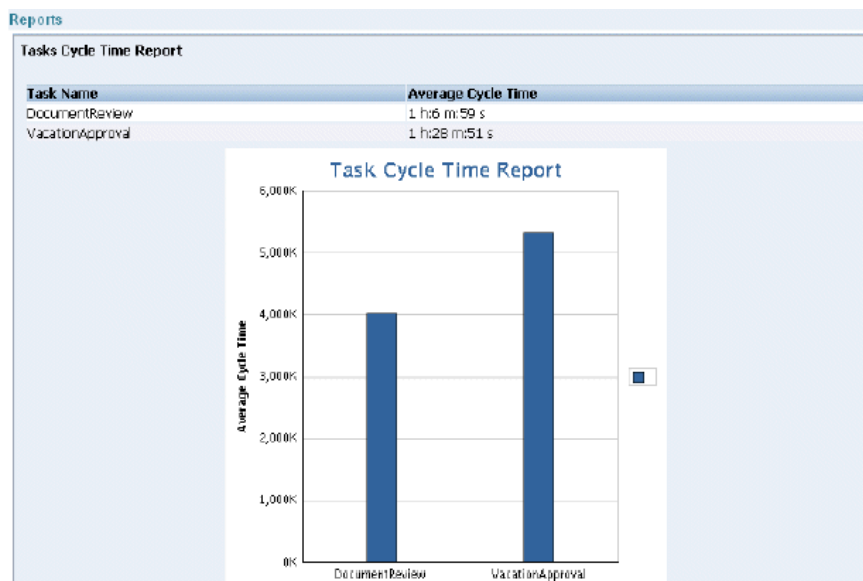 Reports
Tasks Cycle Time Report
Task Name Average Cycle Time
DocumentReview 1 h:6 m:59 s
VacationApproval 1 h:28 m:51 s
Task Cycle Time Report
6,000K
5,000K
4,000K
3,000K
2,000K
1,000K
0K
Average Cycle Time
DocumentReview VacationApproval